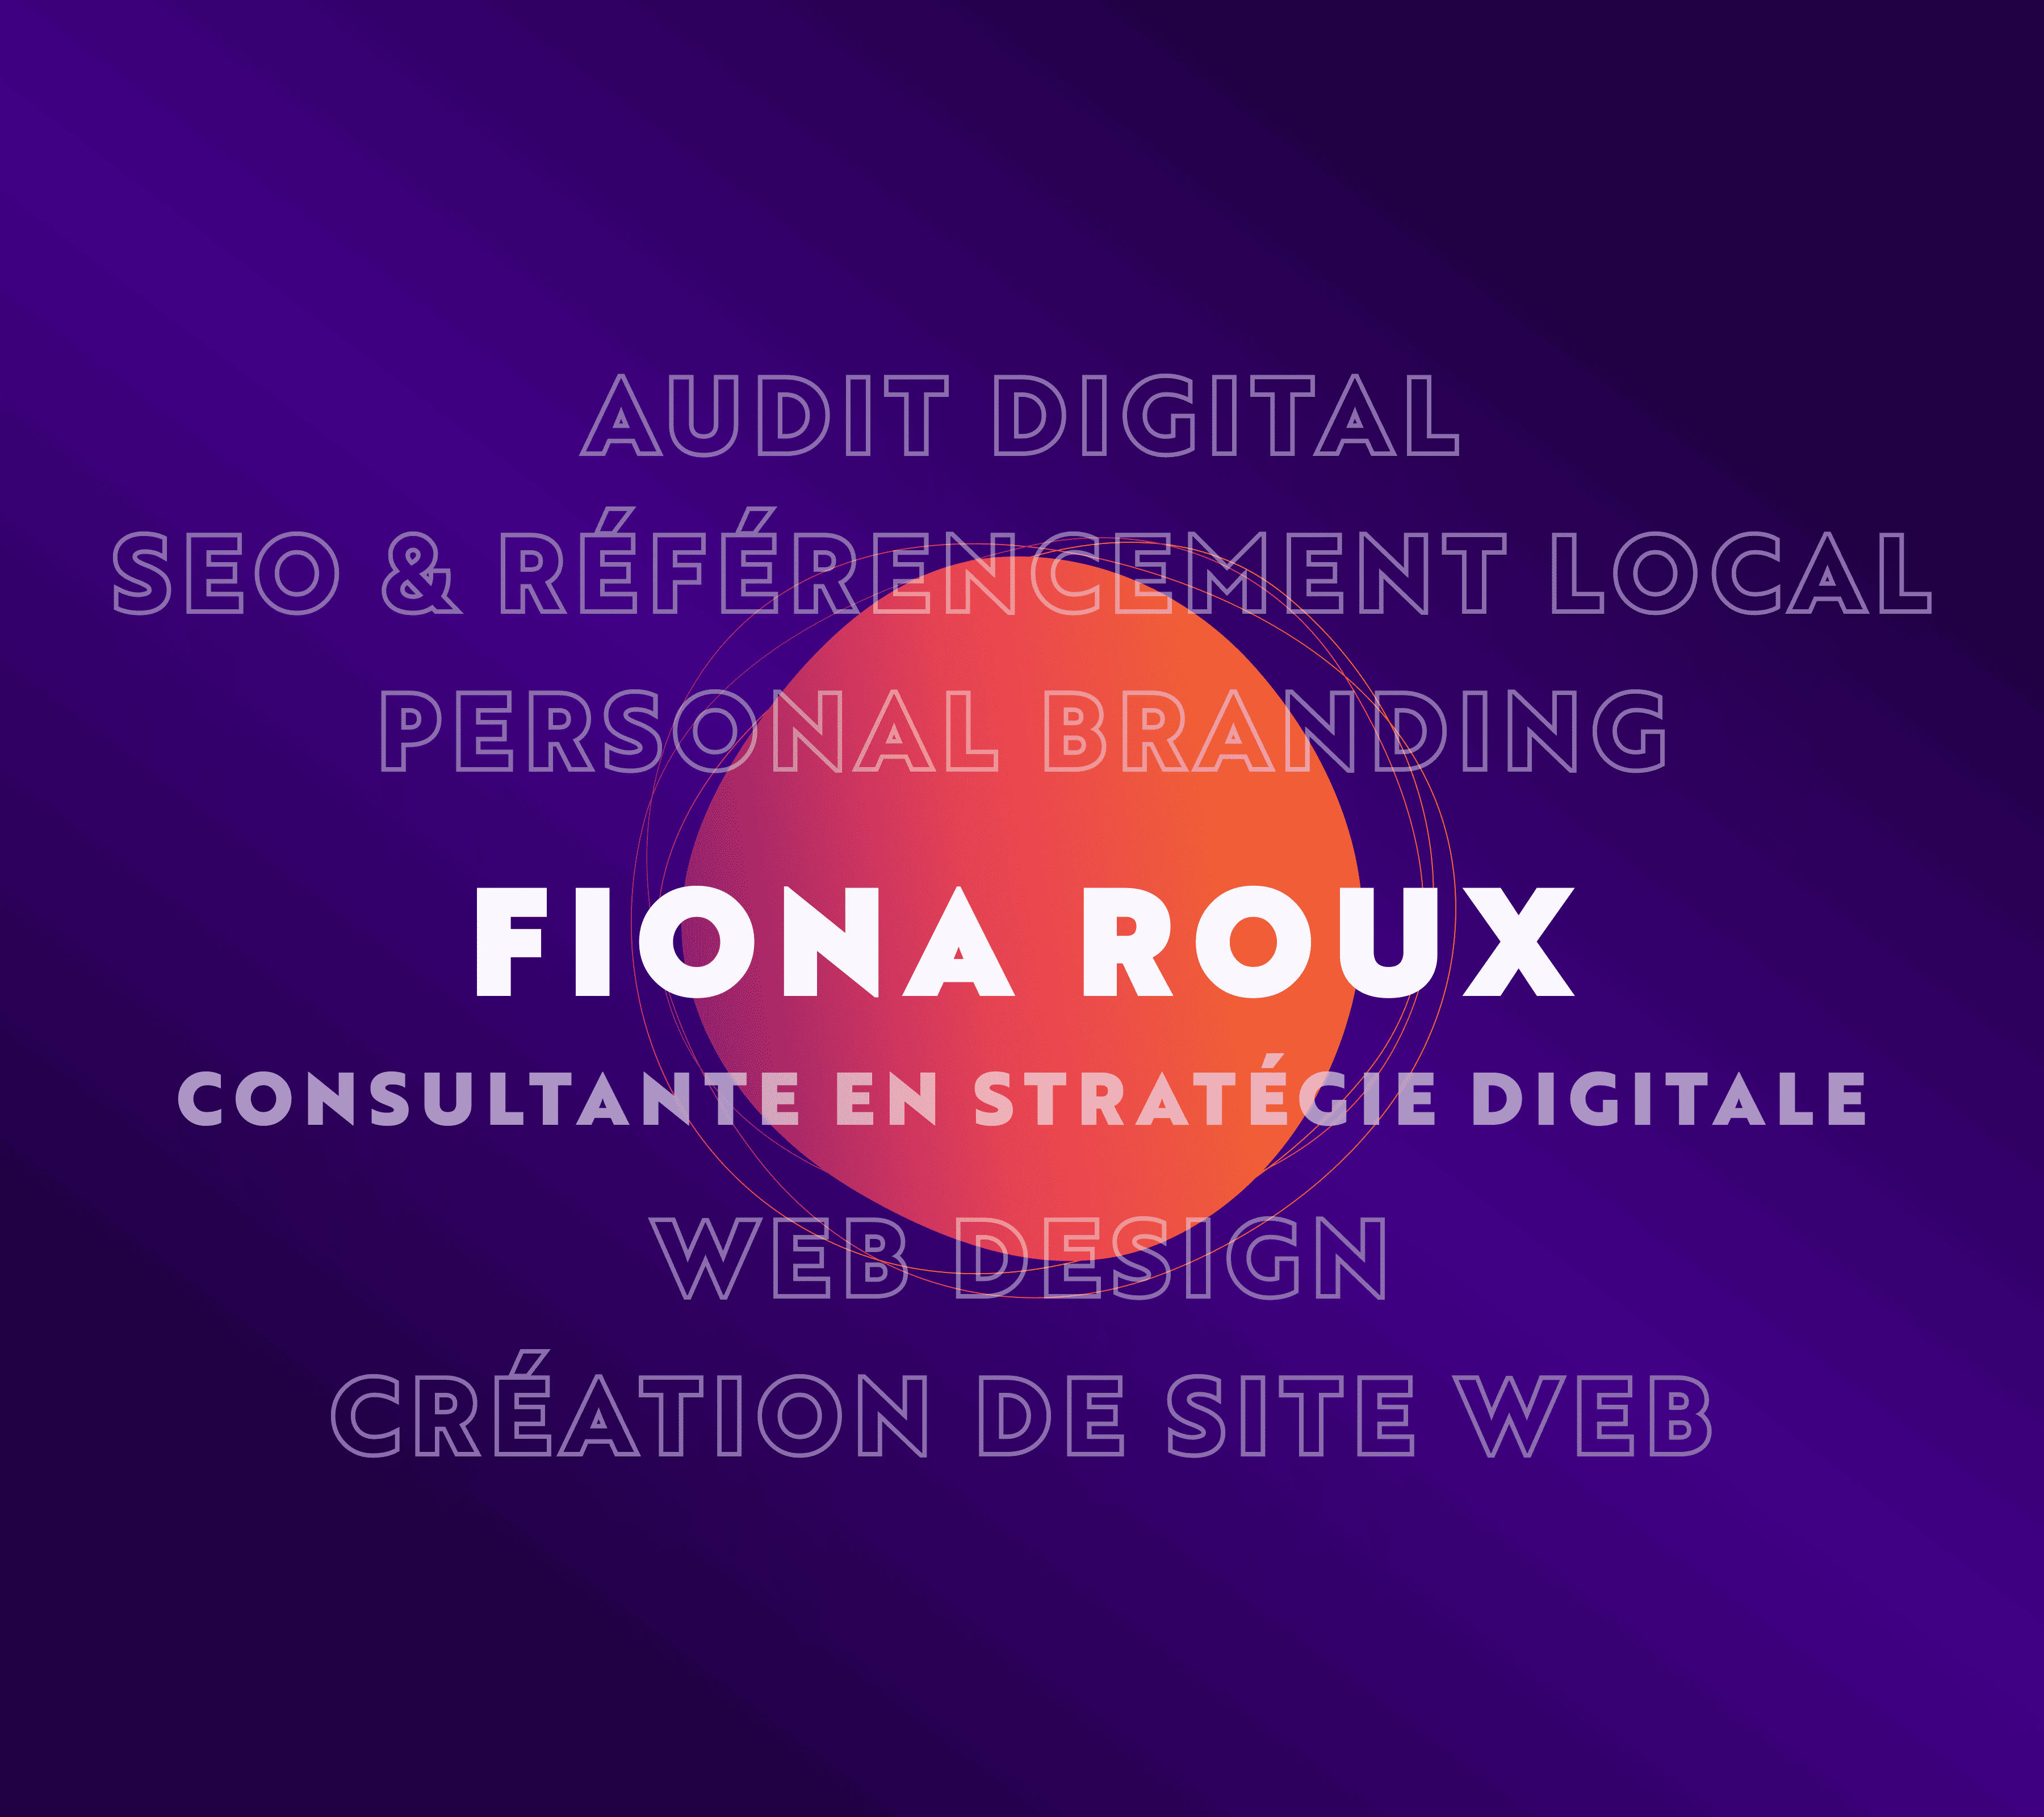 AUDIT DIGITAL
SEO & RÉFÉRENCEMENT LOCAL
PERSONAL BRANDING
FIONA ROUX
CONSULTANTE EN STRATÉGIE DIGITALE
WEB DESIGN
CRÉATION DE SITE WEB